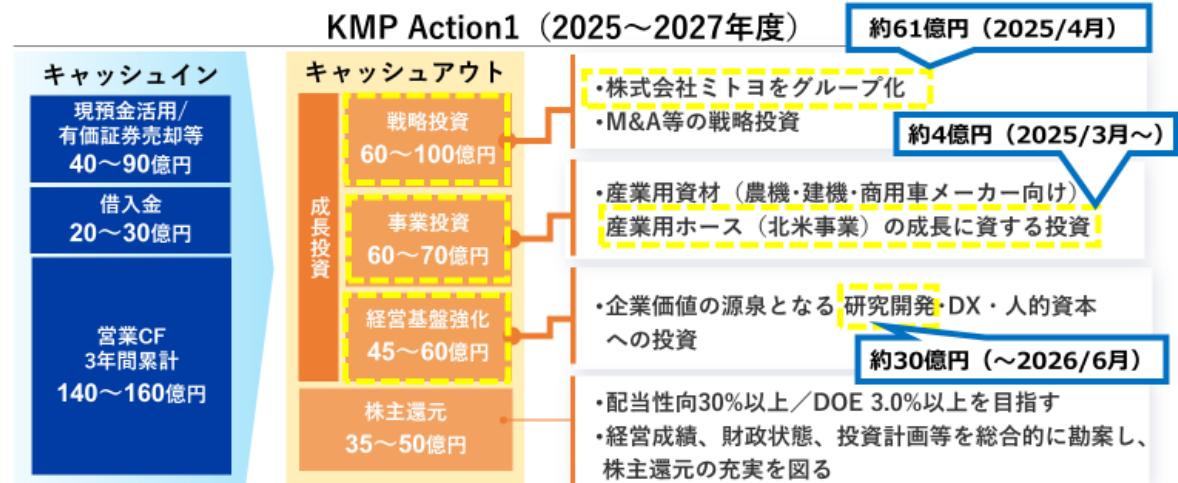 KMP Action1（2025～2027年度）
約61億円（2025/4月）
キャッシュイン
現預金活用/
有価証券売却等
40～90億円
借入金
20～30億円
営業CF
3年間累計
140～160億円
キャッシュアウト
成長投資
戦略投資
60～100億円
事業投資
60～70億円
経営基盤強化
45～60億円
株主還元
35～50億円
・株式会社ミトヨをグループ化
・M&A等の戦略投資
約4億円（2025/3月～）
・産業用資材（農機・建機・商用車メーカー向け）
産業用ホース（北米事業）の成長に資する投資
・企業価値の源泉となる 研究開発・DX・人的資本
への投資
約30億円（～2026/6月）
・配当性向30%以上／DOE 3.0%以上を目指す
・経営成績、財政状態、投資計画等を総合的に勘案し、
株主還元の充実を図る